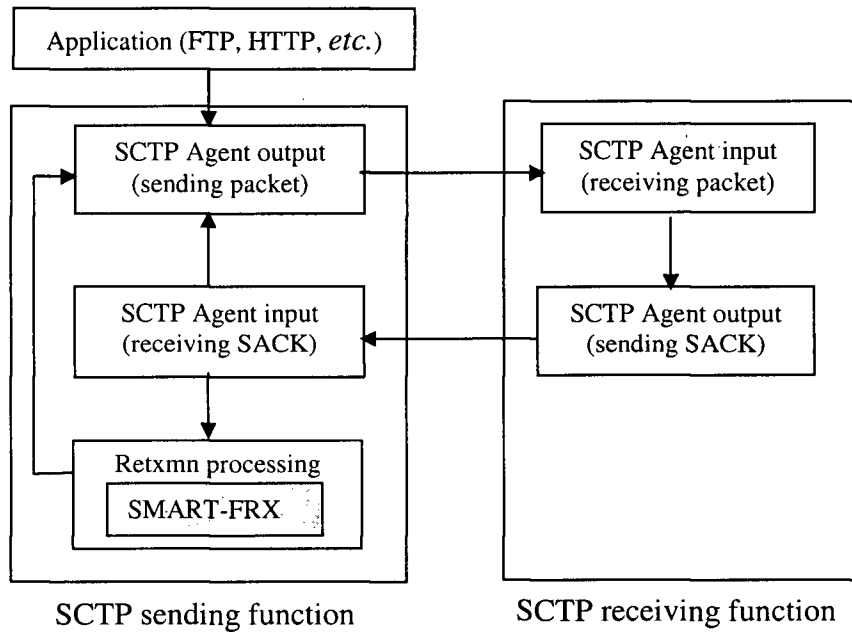 Application (FTP, HTTP, etc.)
SCTP Agent output
(sending packet)
SCTP Agent input
(receiving packet)
SCTP Agent input
(receiving SACK)
SCTP Agent output
(sending SACK)
Retxmn processing
SMART-FRX
SCTP sending function
SCTP receiving function